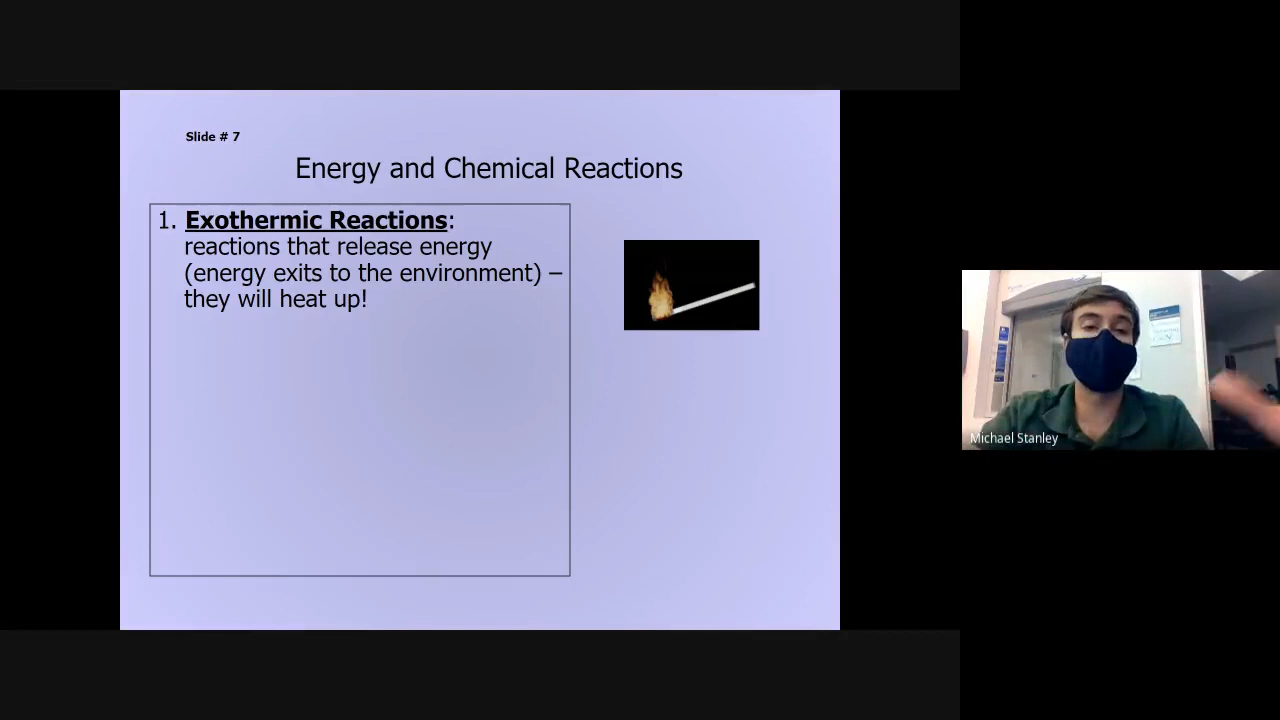 Slide # 7
Energy and Chemical Reactions
1. Exothermic Reactions:
reactions that release energy
(energy exits to the environment) –
they will heat up!
Michael Stanley